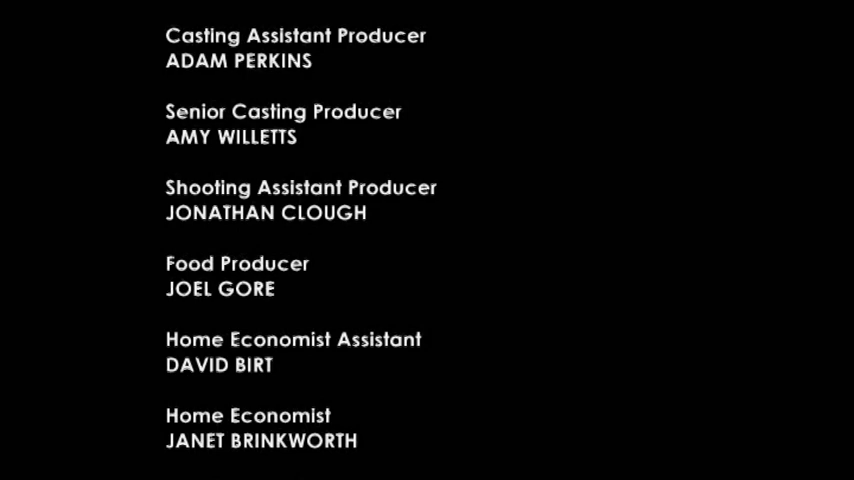 Casting Assistant Producer
ADAM PERKINS
Senior Casting Producer
AMY WILLETTS
Shooting Assistant Producer
JONATHAN CLOUGH
Food Producer
JOEL GORE
Home Economist Assistant
DAVID BIRT
Home Economist
JANET BRINKWORTH